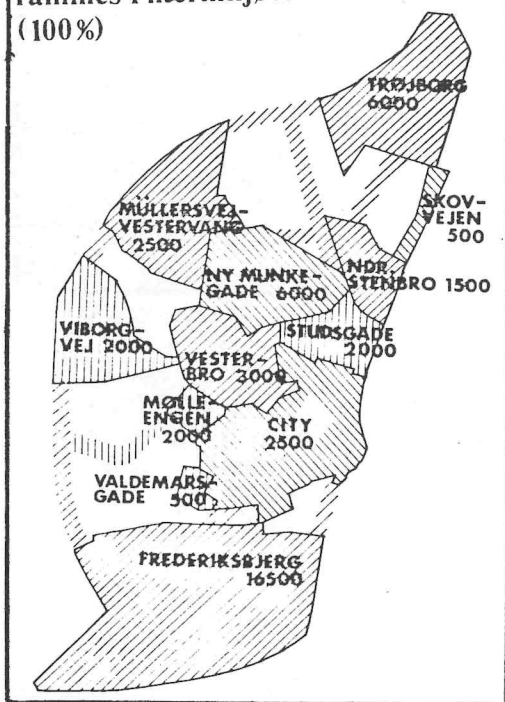 (100%)
TRØJBORG
6000
SKOV-
VEJEN
500
MÜLLERSVEJ-
VESTERVANG
2500
NY MUNKE-
GADE 6000
NDR.
STENBRO 1500
VIBORG-
VEJ 2000
STUDSGADE
2000
VESTER-
BRO 3000
MØLLE-
ENGEN
2000
CITY
2500
VALDEMARS-
GADE 500
FREDERIKSBJERG
16500